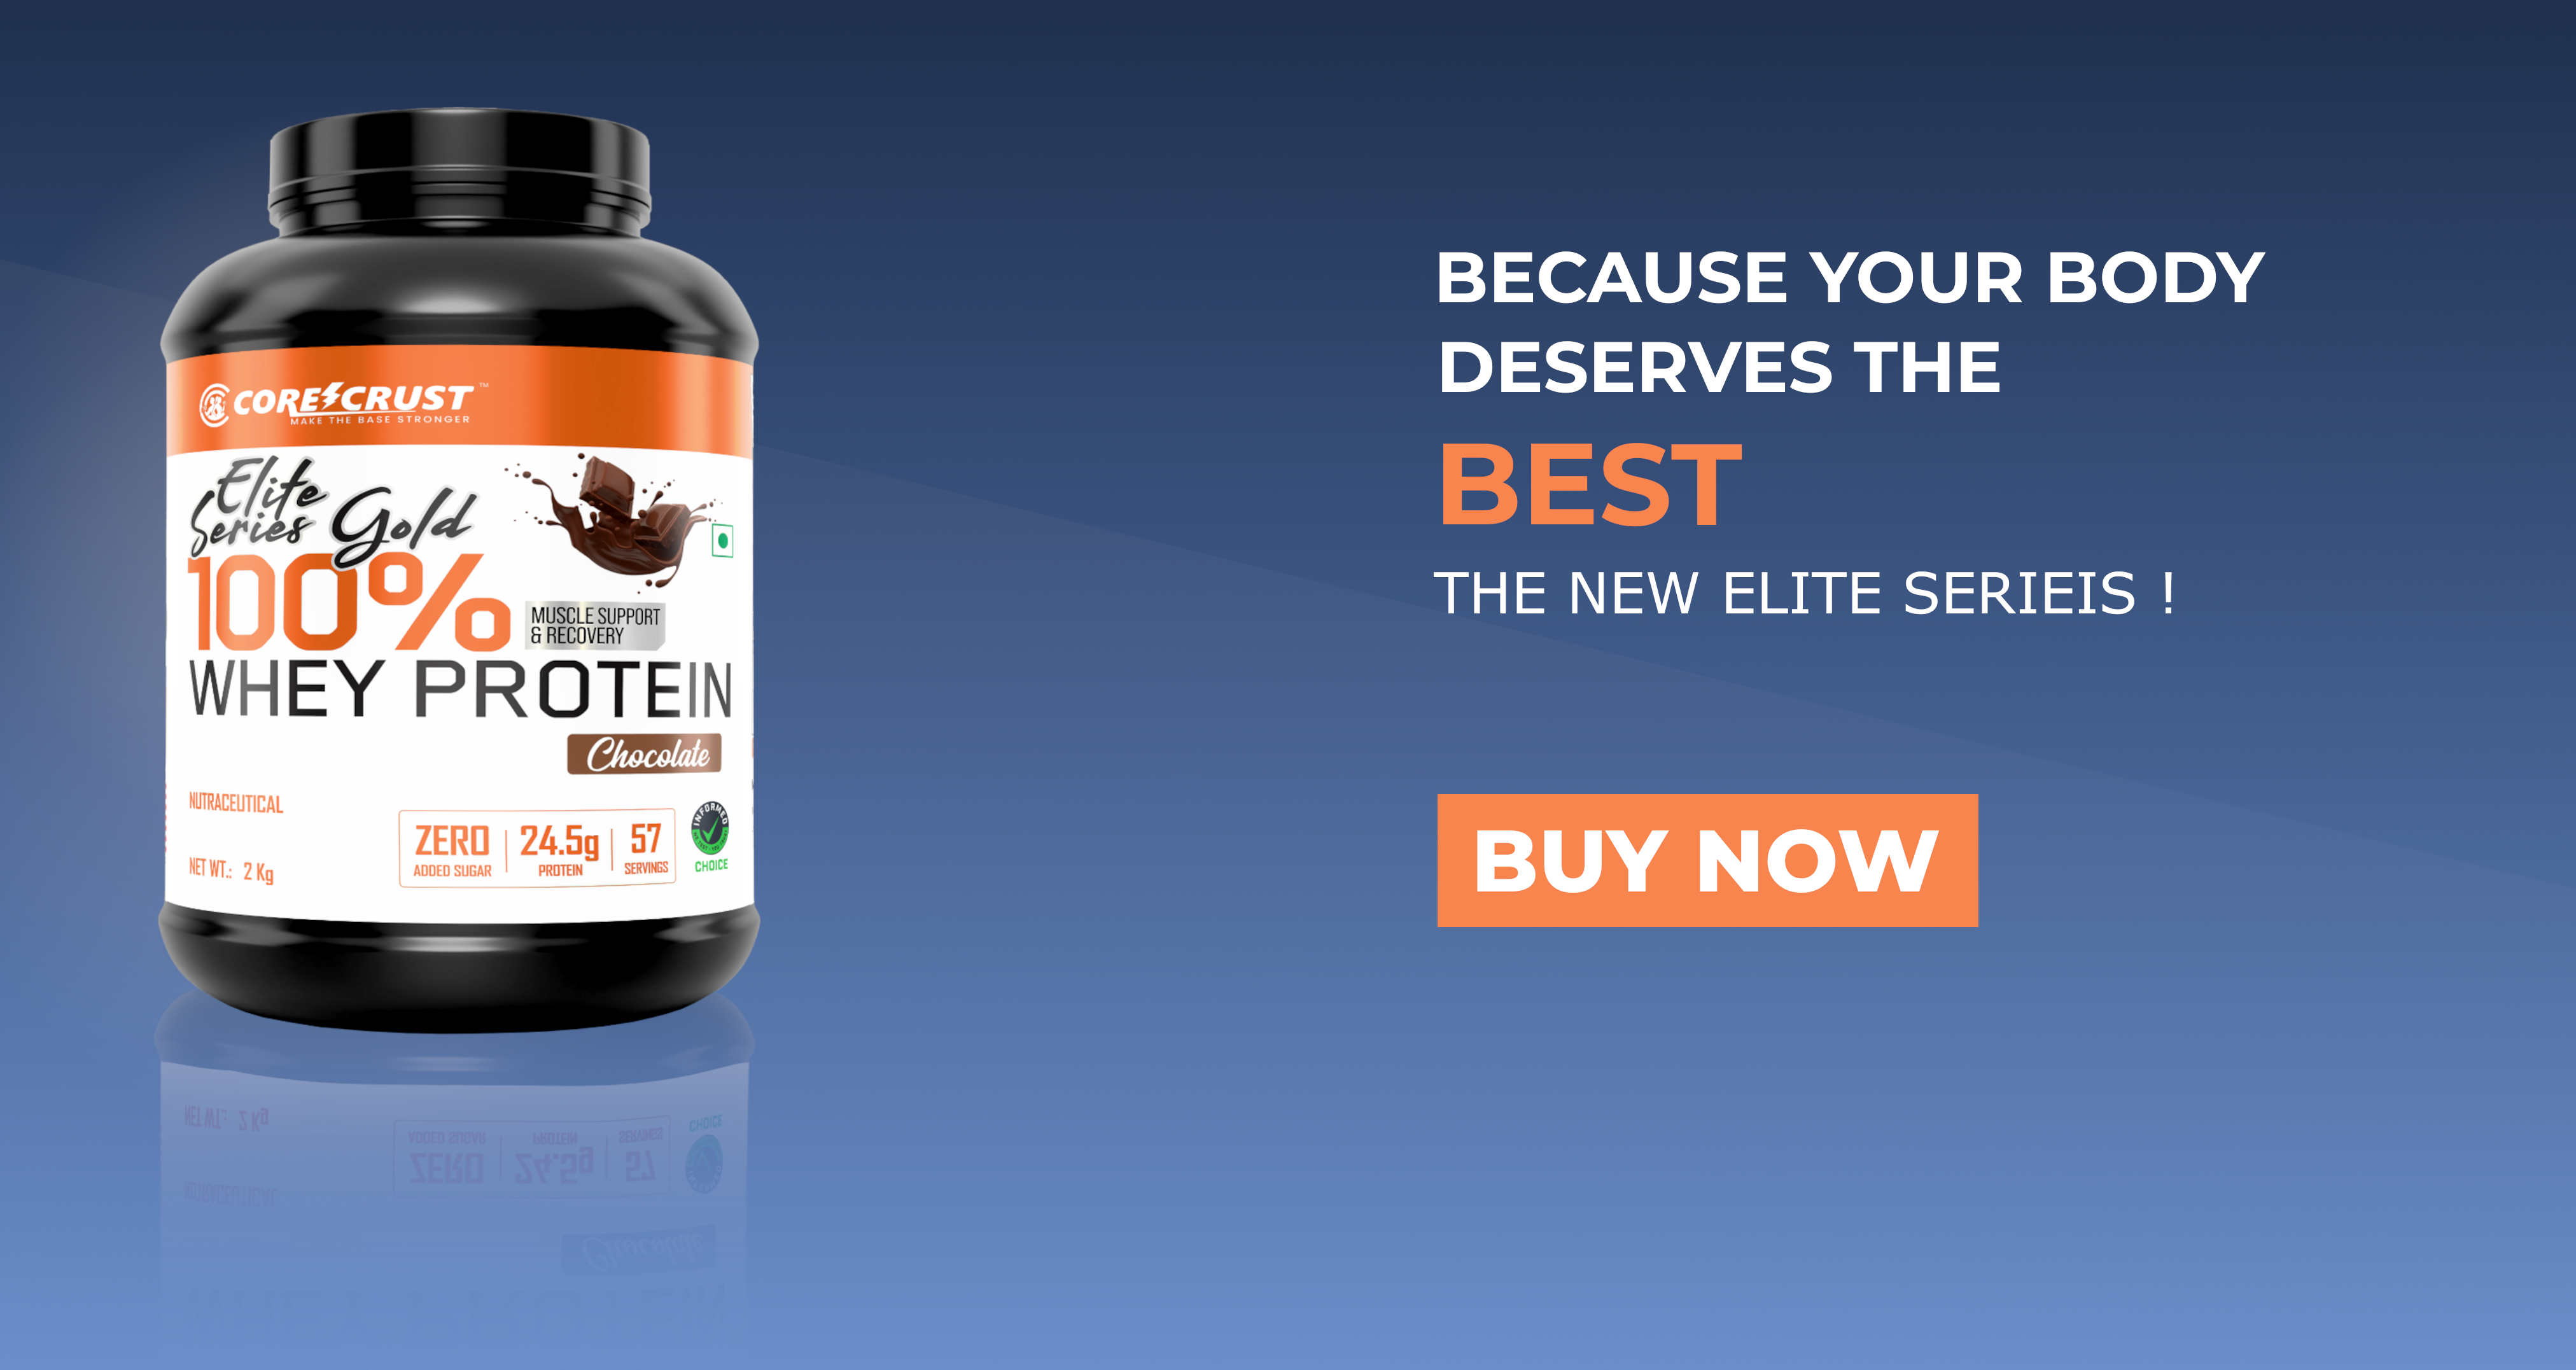 CORE CRUST ™
MAKE THE BASE STRONGER
Elite
Series Gold
100%
MUSCLE SUPPORT
& RECOVERY
WHEY PROTEIN
Chocolate
NUTRACEUTICAL
NET WT.: 2 Kg
ZERO
ADDED SUGAR
24.5g
PROTEIN
57
SERVINGS
INFORMED
CHOICE
BECAUSE YOUR BODY
DESERVES THE
BEST
THE NEW ELITE SERIEIS !
BUY NOW